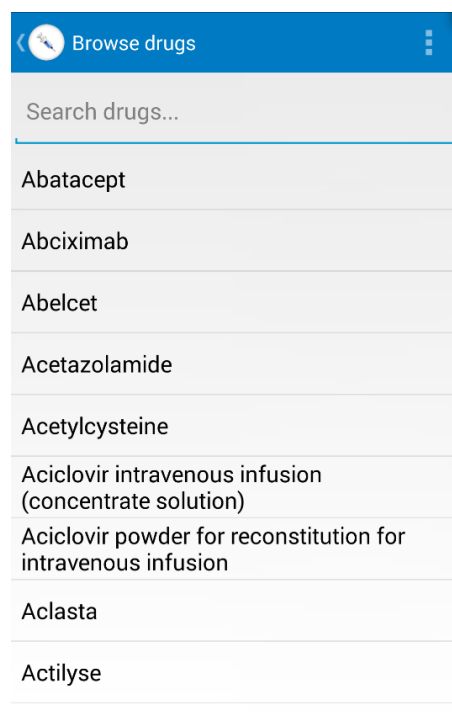 Browse drugs
Search drugs...
Abatacept
Abciximab
Abelcet
Acetazolamide
Acetylcysteine
Aciclovir intravenous infusion
(concentrate solution)
Aciclovir powder for reconstitution for
intravenous infusion
Aclasta
Actilyse